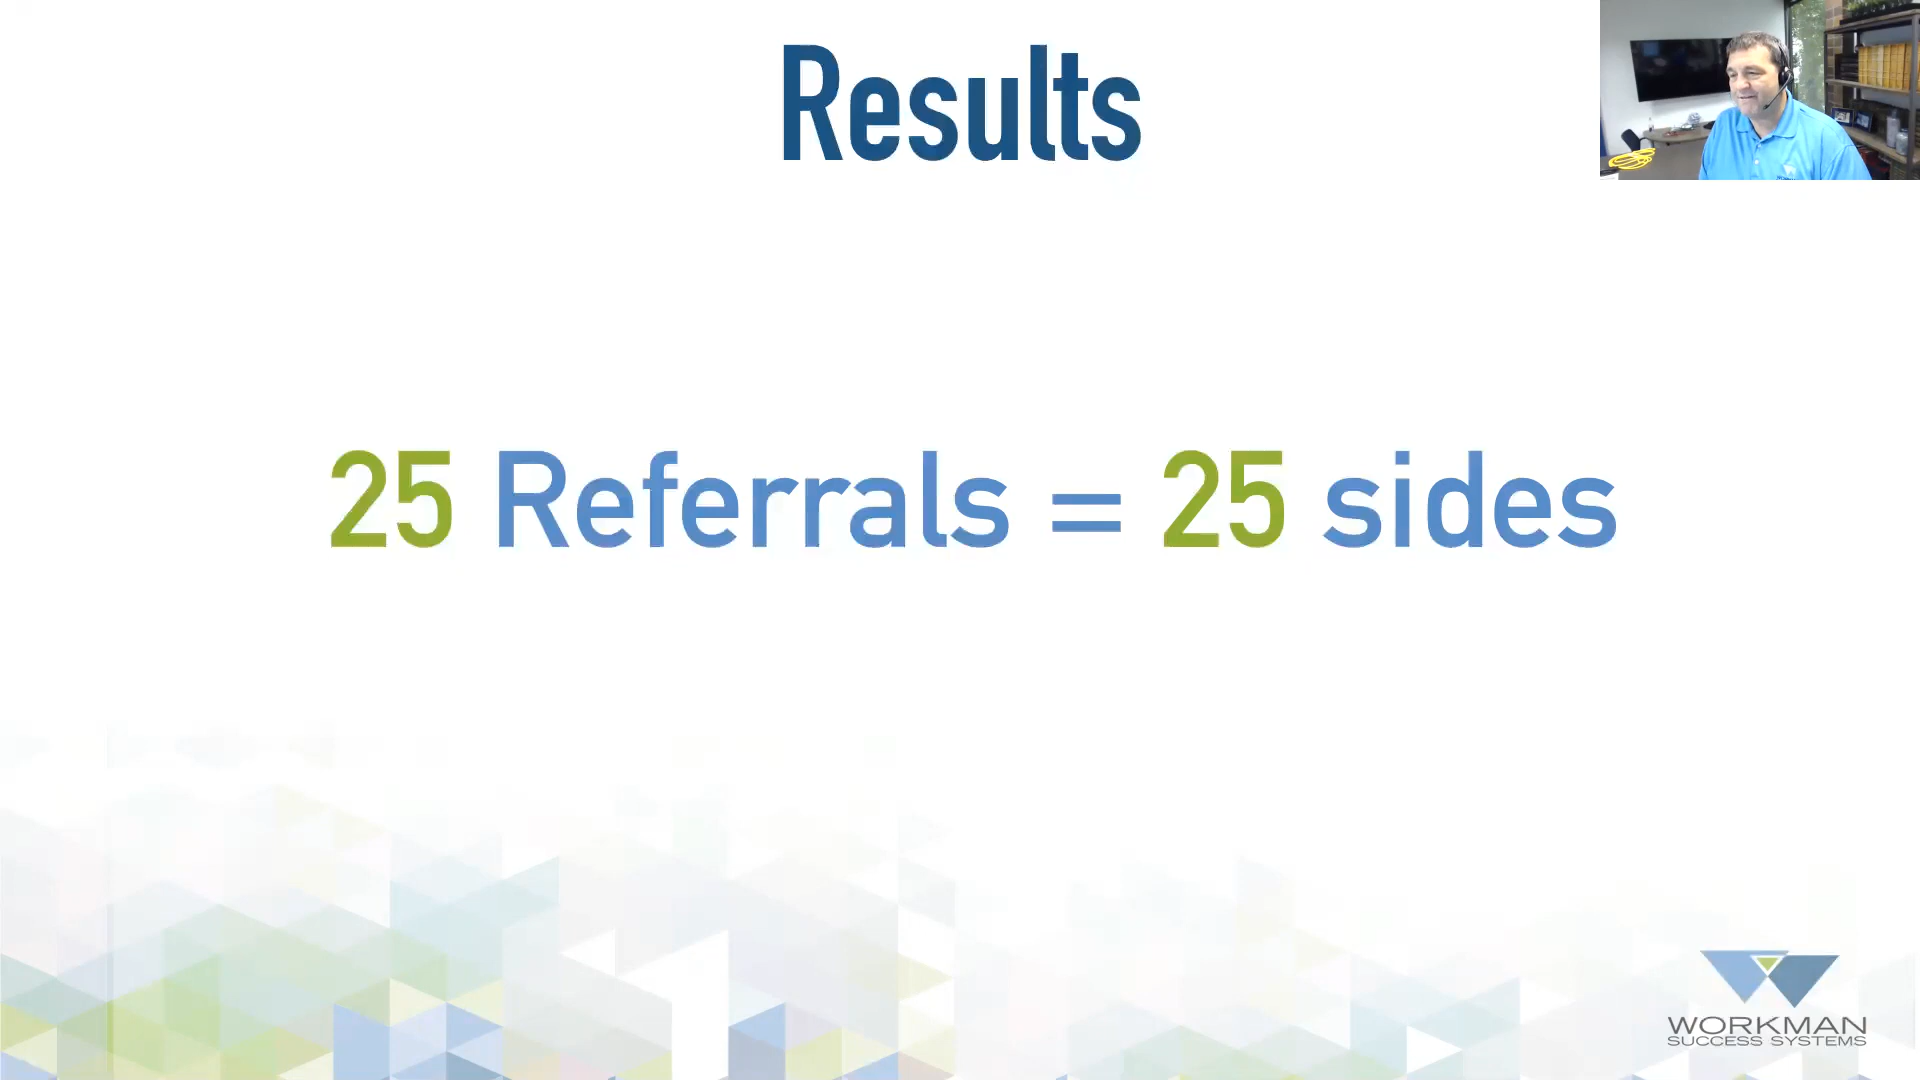 Results
25 Referrals = 25 sides
WORKMAN
SUCCESS SYSTEMS